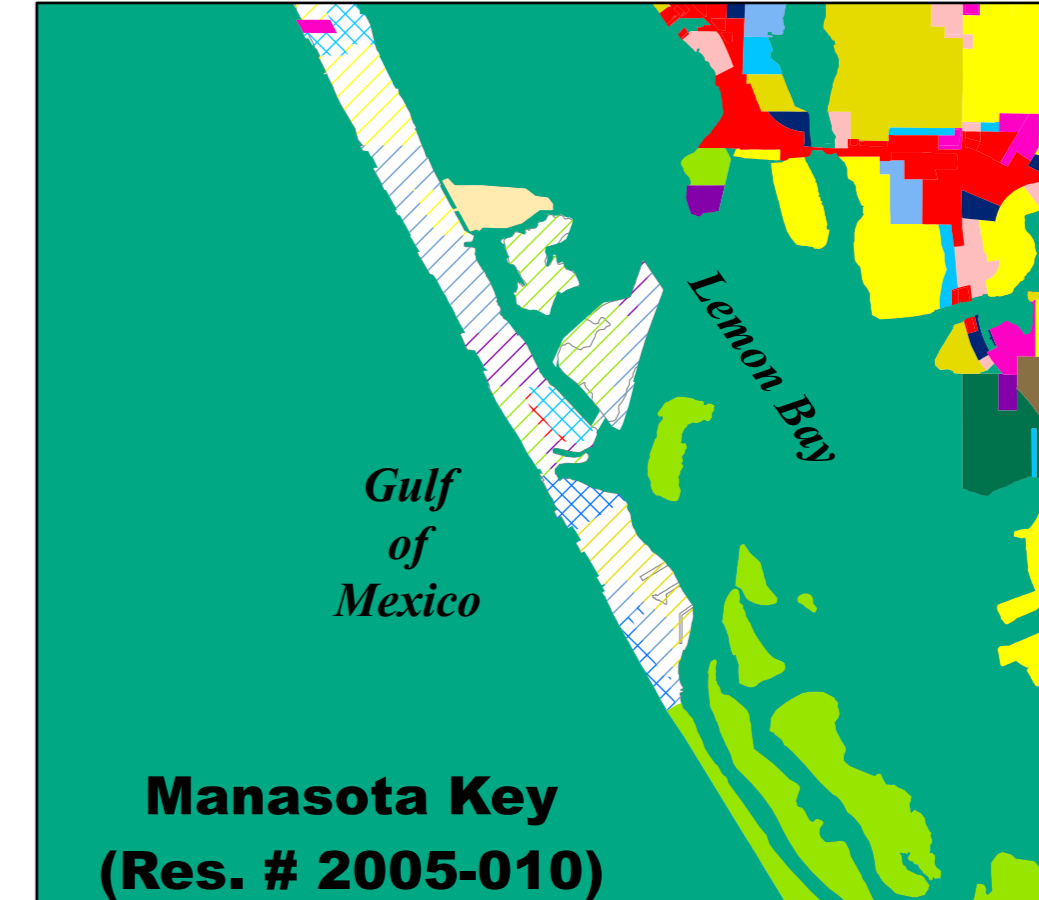 Lemon Bay
Gulf
of
Mexico
Manasota Key
(Res. # 2005-010)